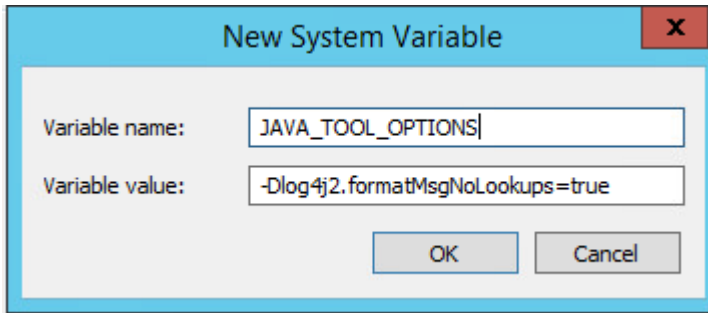 New System Variable
x
Variable name: JAVA_TOOL_OPTIONS
Variable value: -Dlog4j2.formatMsgNoLookups=true
OK Cancel